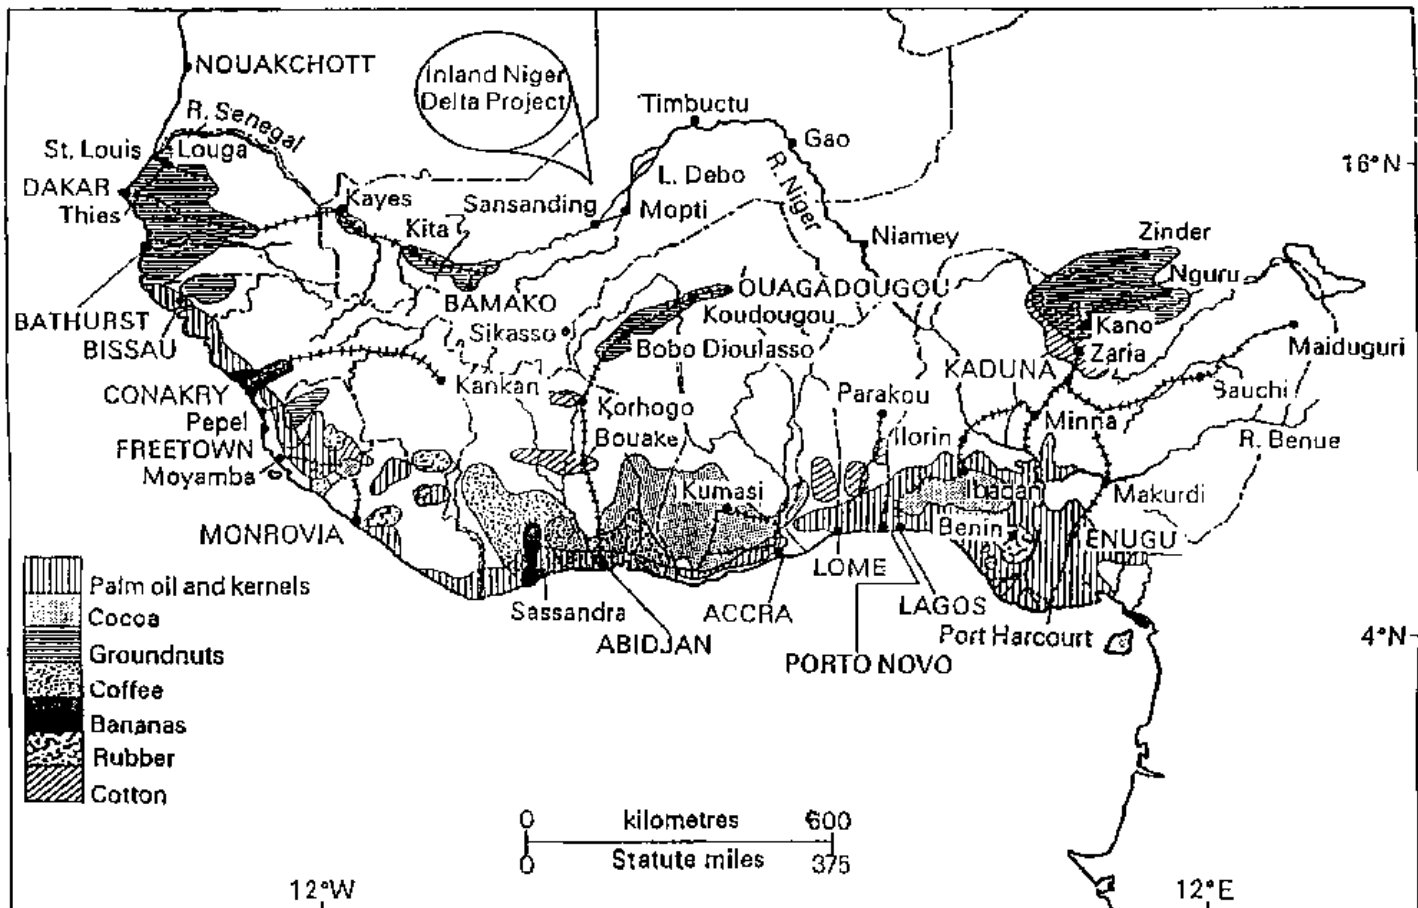 NOUAKCHOTT
Inland Niger
Delta Project
Timbuctu
R. Senegal
Gao
St. Louis
Louga
16°N
DAKAR
Thies
L. Debo
R. Niger
Kayes
Sansanding
Mopti
Kita
Niamey
Zinder
Nguru
BAMAKO
OUAGADOUGOU
Koudougou
BATHURST
BISSAU
Sikasso
Bobo Dioulasso
Kano
Zaria
Maiduguri
KADUNA
Kankan
CONAKRY
Pepel
Korhogo
Parakou
Bauchi
FREETOWN
Bouake
Ilorin
Minna
R. Benue
Moyamba
Kumasi
Ibadan
Makurdi
MONROVIA
Benin
ENUGU
LOME
Sassandra
ACCRA
LAGOS
ABIDJAN
Port Harcourt
4°N
PORTO NOVO
Palm oil and kernels
Cocoa
Groundnuts
Coffee
Bananas
Rubber
Cotton
0 kilometres 600
0 Statute miles 375
12°W
12°E